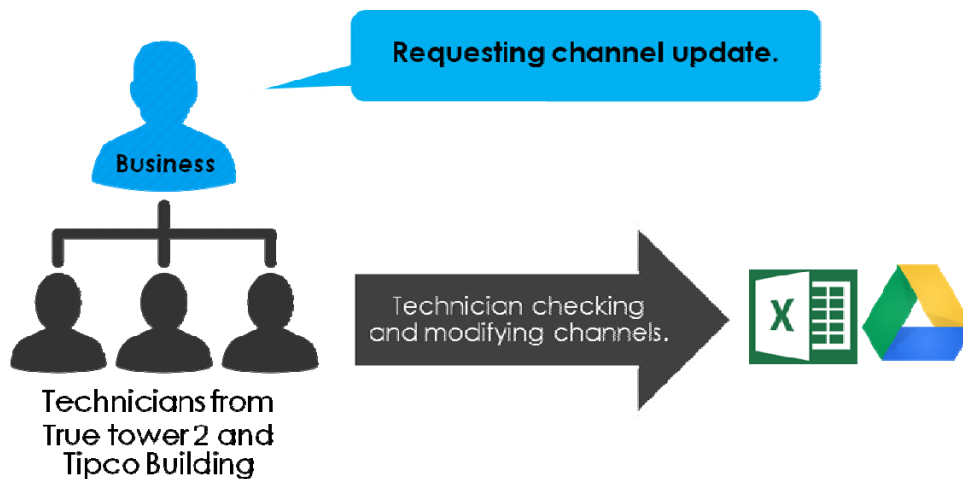 Requesting channel update.
Business
Technician checking
and modifying channels.
X
Technicians from
True tower 2 and
Tipco Building